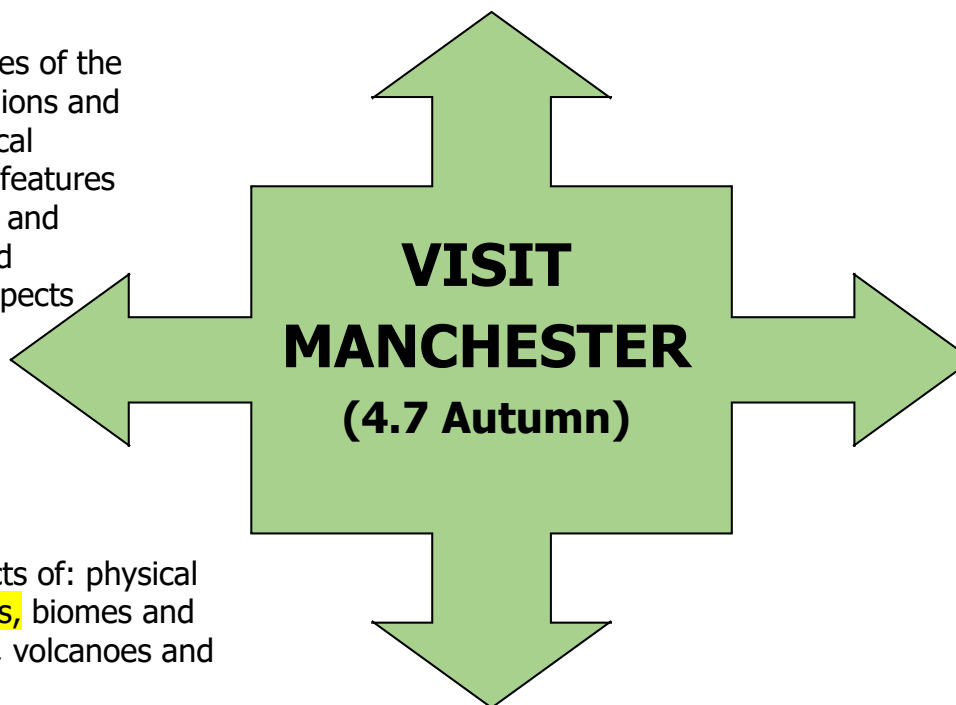 es of the
ions and
cal
features
and
d
pects
VISIT
MANCHESTER
(4.7 Autumn)
cts of: physical
s, biomes and
, volcanoes and